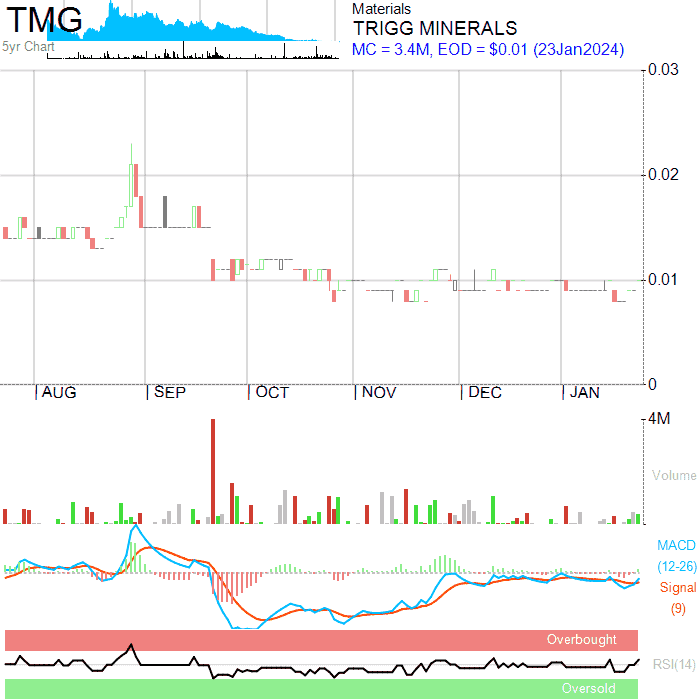 TMG
5yr Chart
Materials
TRIGG MINERALS
MC = 3.4M, EOD = $0.01 (23Jan2024)
0.03
0.02
0.01
0
AUG SEP OCT NOV DEC JAN
4M
Volume
MACD
(12-26)
Signal
(9)
Overbought
RSI(14)
Oversold